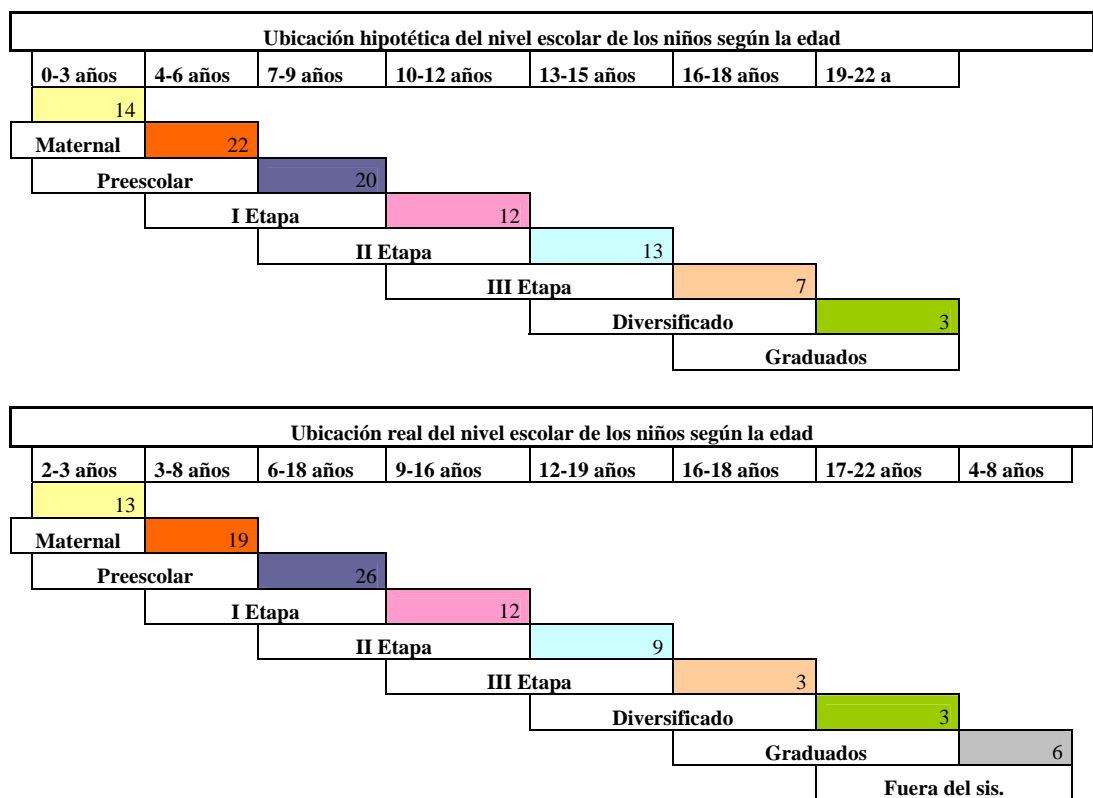 Ubicación hipotética del nivel escolar de los niños según la edad
0-3 años 4-6 años 7-9 años 10-12 años 13-15 años 16-18 años 19-22 a
14
Maternal 22
Preescolar 20
I Etapa 12
II Etapa 13
III Etapa 7
Diversificado 3
Graduados
Ubicación real del nivel escolar de los niños según la edad
2-3 años 3-8 años 6-18 años 9-16 años 12-19 años 16-18 años 17-22 años 4-8 años
13
Maternal 19
Preescolar 26
I Etapa 12
II Etapa 9
III Etapa 3
Diversificado 3
Graduados 6
Fuera del sis.